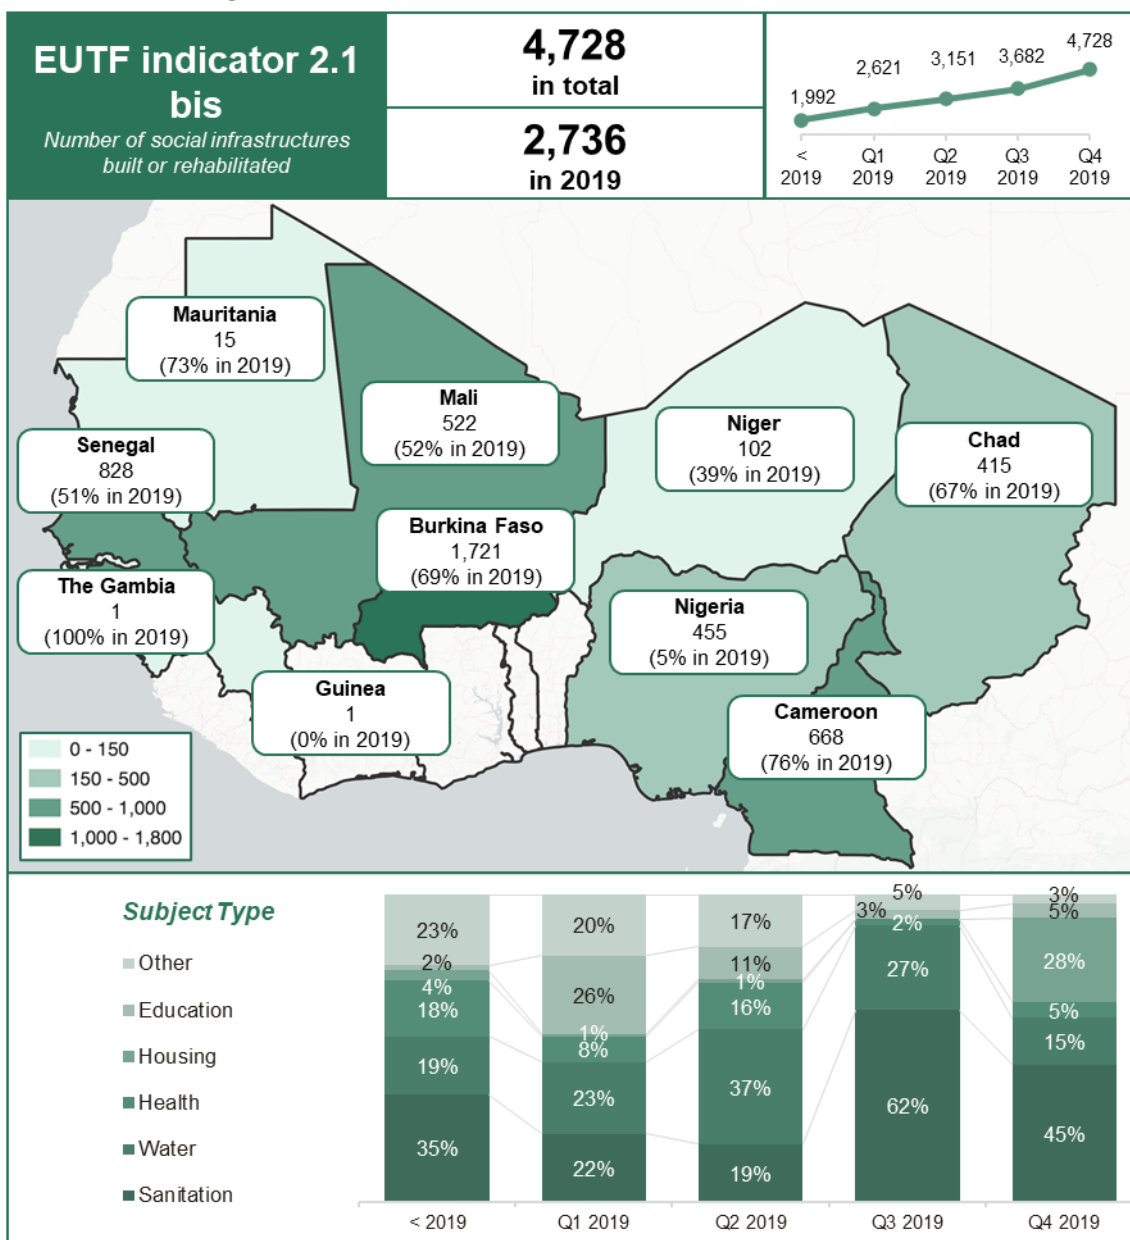 EUTF indicator 2.1
bis
Number of social infrastructures
built or rehabilitated
4,728
in total
2,736
in 2019
1,992
2,621
3,151
3,682
4,728
<
2019
Q1
2019
Q2
2019
Q3
2019
Q4
2019
Mauritania
15
(73% in 2019)
Mali
522
(52% in 2019)
Niger
102
(39% in 2019)
Chad
415
(67% in 2019)
Senegal
828
(51% in 2019)
Burkina Faso
1,721
(69% in 2019)
The Gambia
1
(100% in 2019)
Nigeria
455
(5% in 2019)
Guinea
1
(0% in 2019)
Cameroon
668
(76% in 2019)
0 - 150
150 - 500
500 - 1,000
1,000 - 1,800
Subject Type
Other
Education
Housing
Health
Water
Sanitation
23%
2%
4%
18%
19%
35%
20%
26%
1%
8%
23%
22%
17%
11%
1%
16%
37%
19%
5%
3%
2%
27%
62%
3%
5%
28%
5%
15%
45%
< 2019
Q1 2019
Q2 2019
Q3 2019
Q4 2019